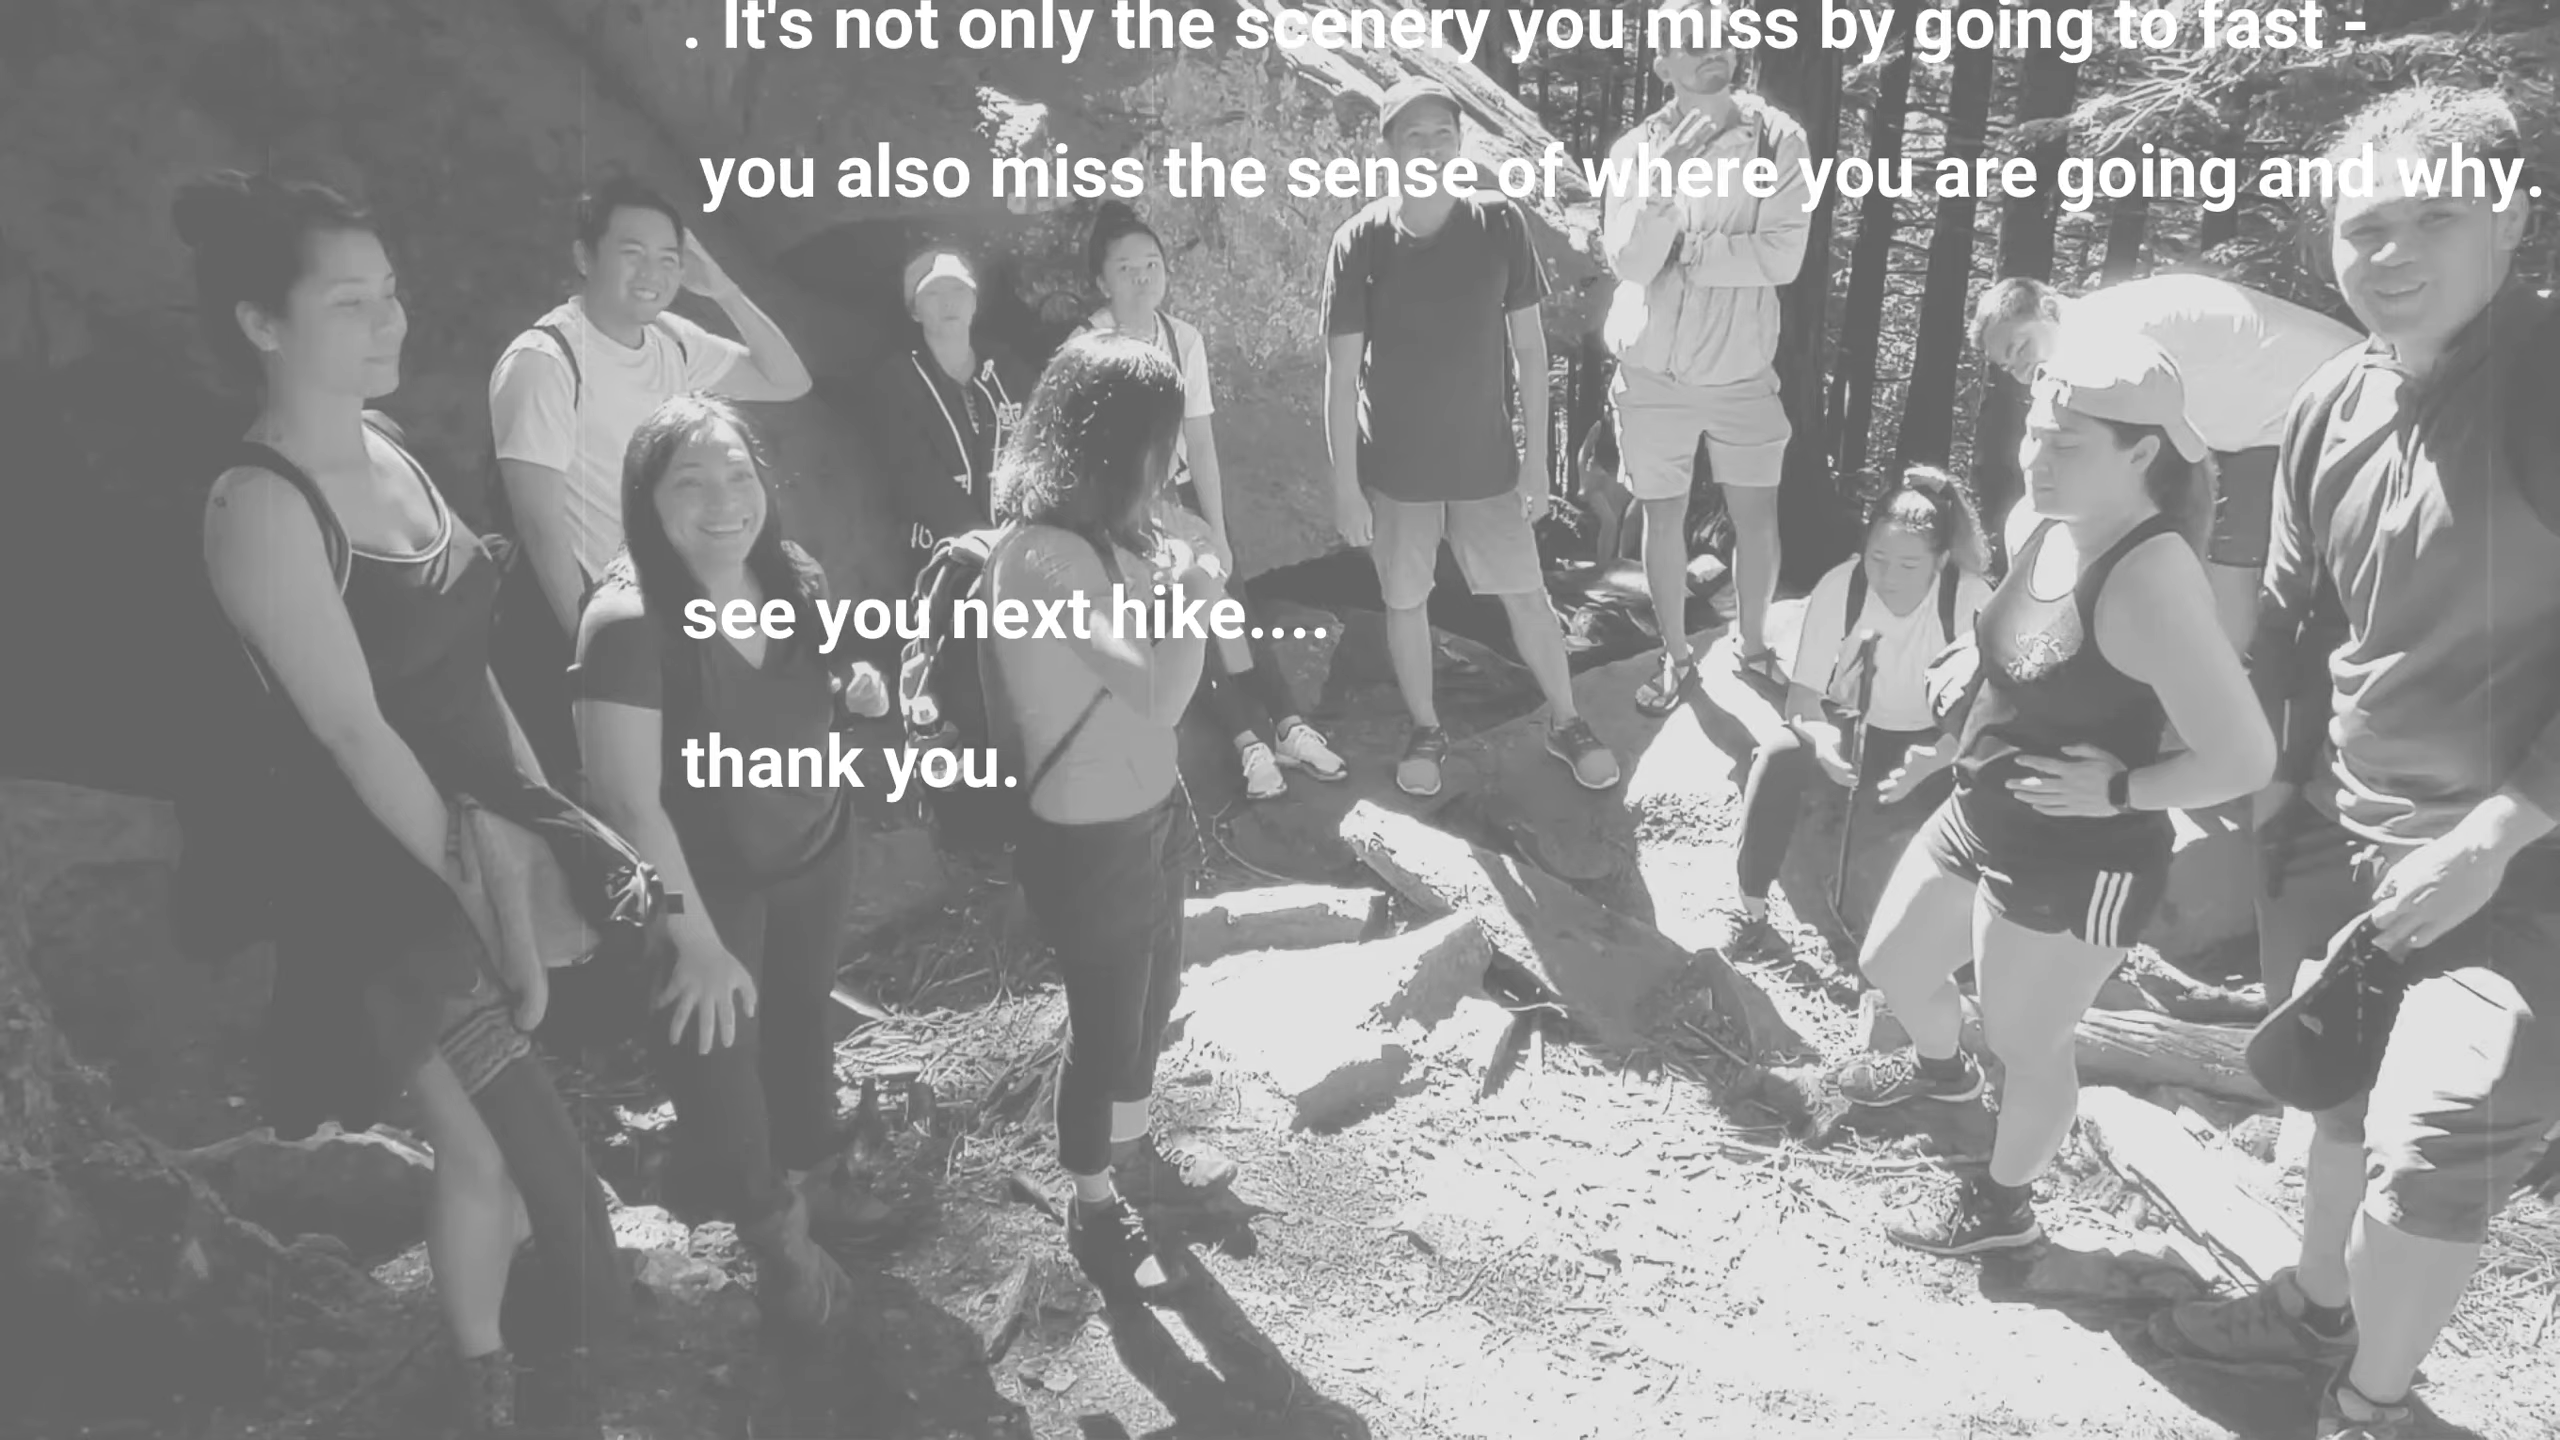 . It's not only the scenery you miss by going to fast -
you also miss the sense of where you are going and why.
see you next hike....
thank you.